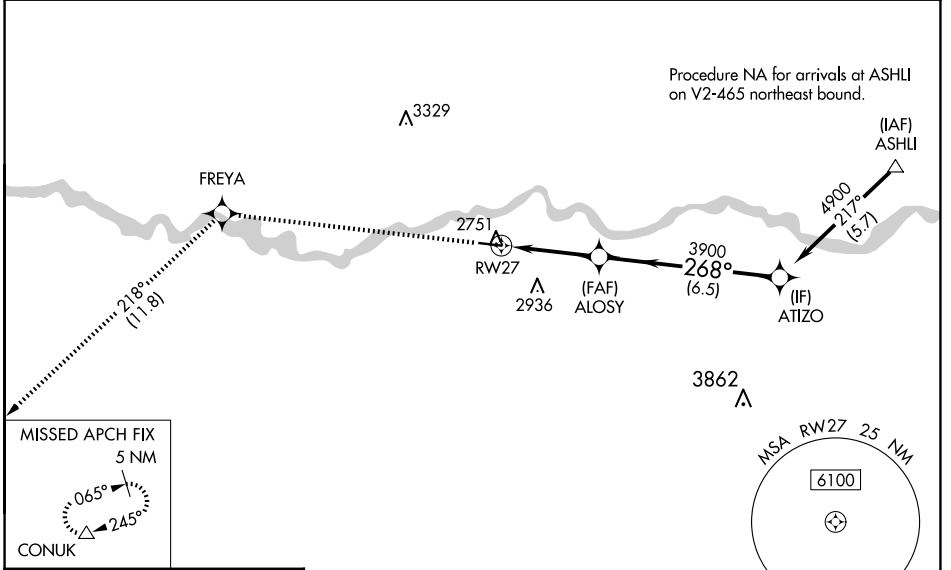 Procedure NA for arrivals at ASHLI
on V2-465 northeast bound.
3329
(IAF)
ASHLI
FREYA
4900
217°
(5.7)
2751
RW27
3900
268°
(6.5)
(FAF)
ALOSY
(IF)
ATIZO
2936
218°
(11.8)
3862
MISSED APCH FIX
5 NM
065°
245°
CONUK
MSA RW27 25 NM
6100